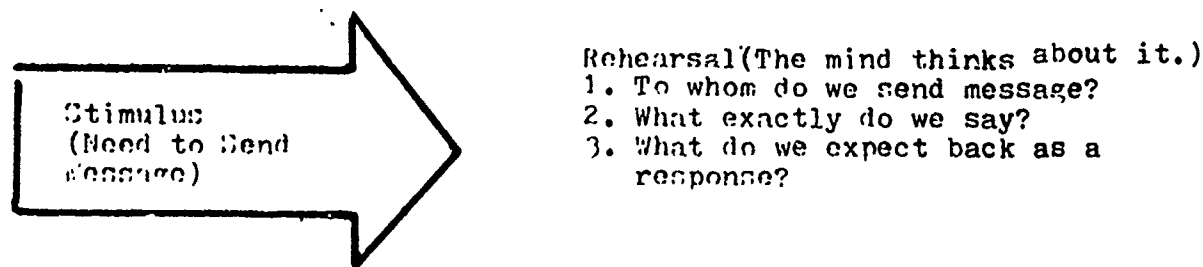 Stimulus
(Need to Send
Message)
Rehearsal(The mind thinks about it.)
1. To whom do we send message?
2. What exactly do we say?
3. What do we expect back as a
response?